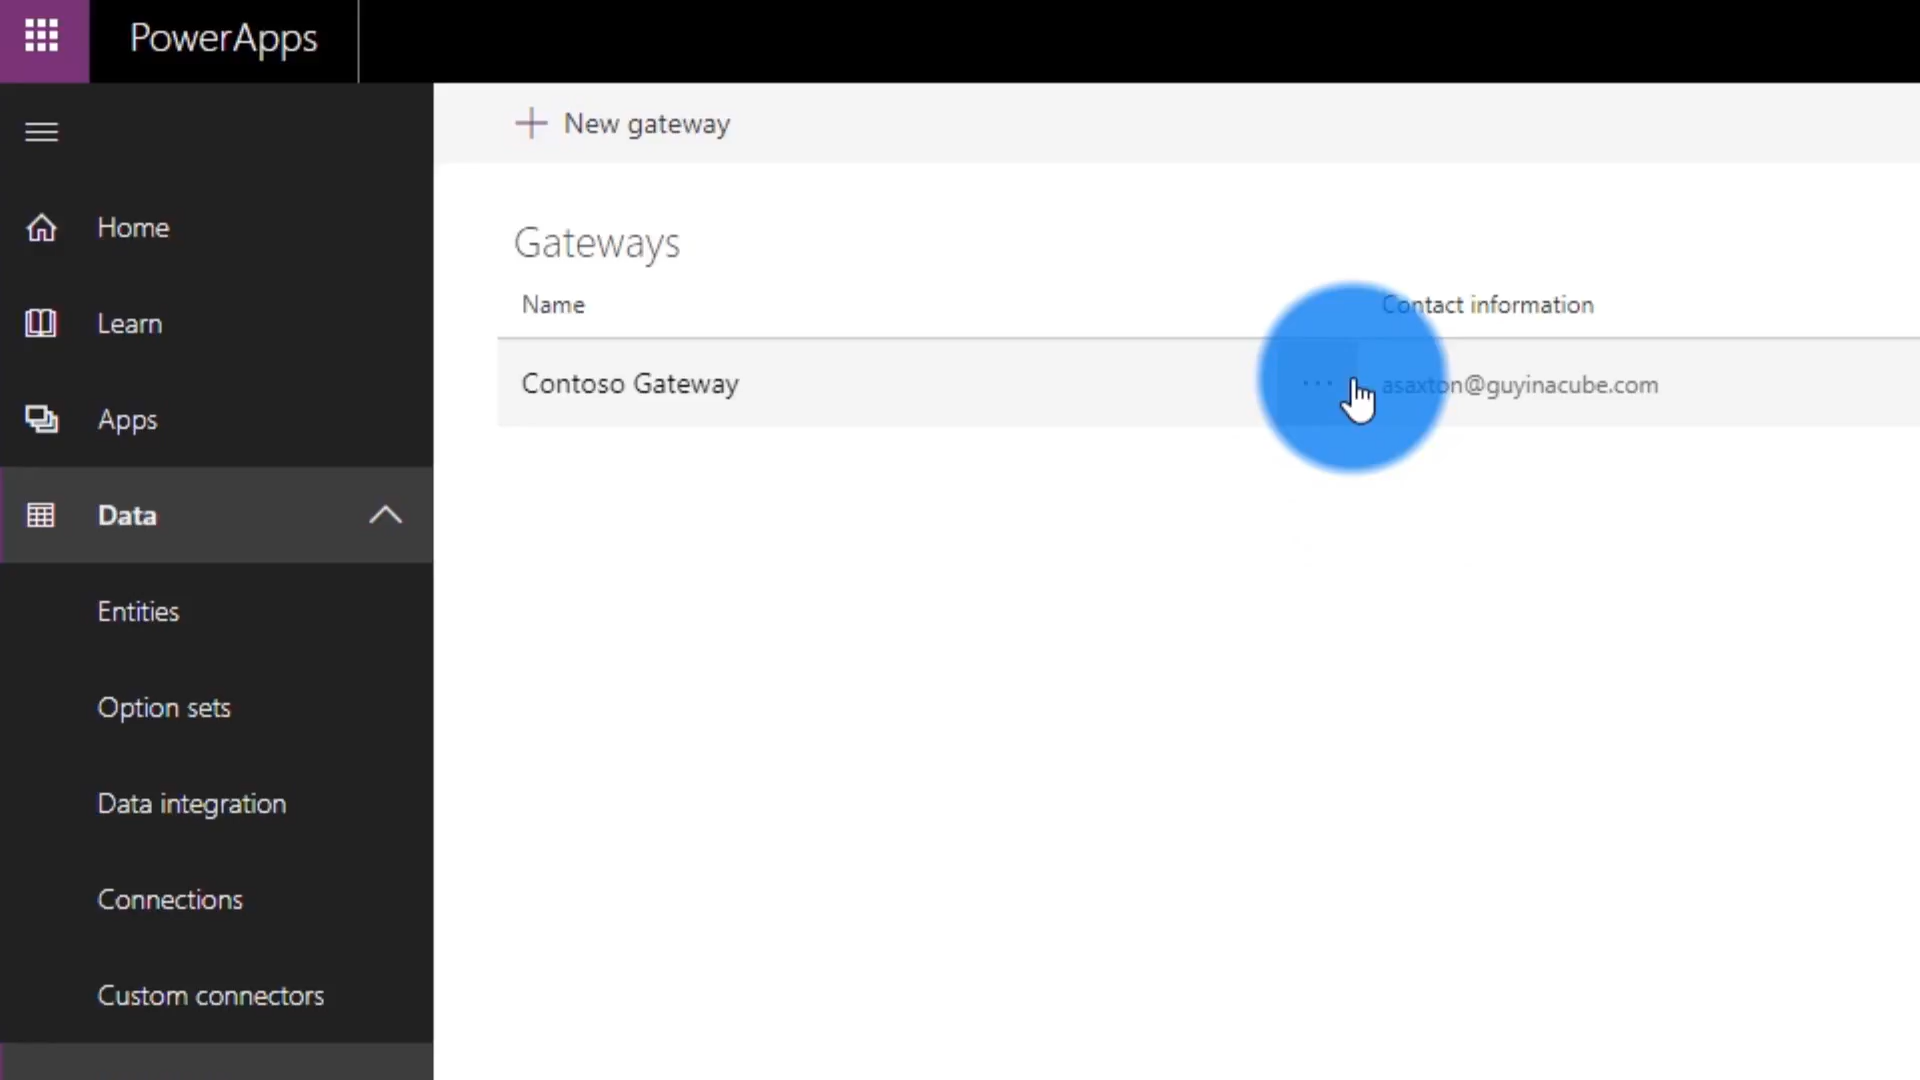 PowerApps
New gateway
Home
Learn
Apps
Data
Entities
Option sets
Data integration
Connections
Custom connectors
Gateways
Name
Contact information
Contoso Gateway
... asaxton@guyinacube.com